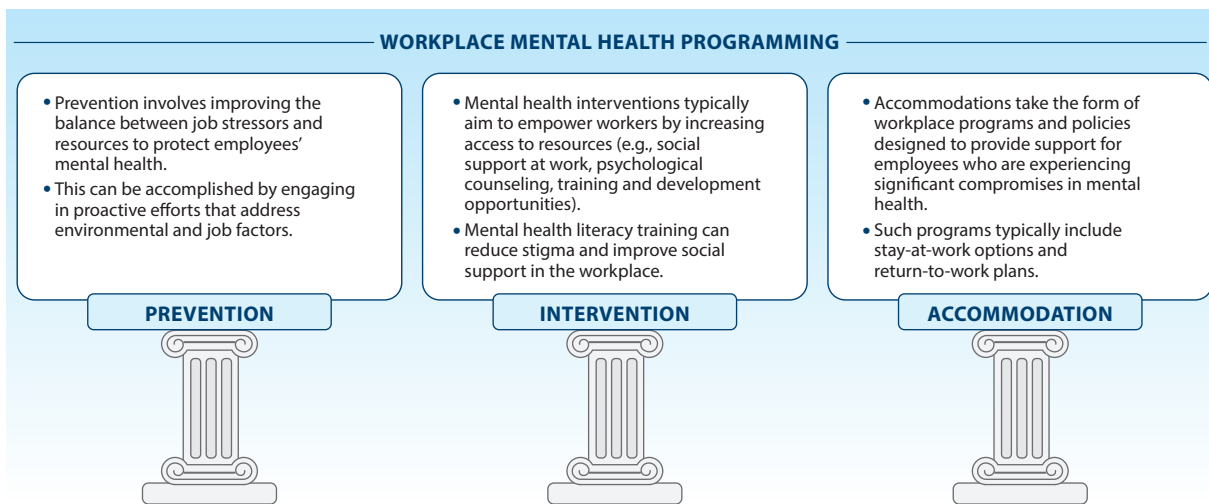 WORKPLACE MENTAL HEALTH PROGRAMMING
• Prevention involves improving the
balance between job stressors and
resources to protect employees’
mental health.
• This can be accomplished by engaging
in proactive efforts that address
environmental and job factors.
PREVENTION
• Mental health interventions typically
aim to empower workers by increasing
access to resources (e.g., social
support at work, psychological
counseling, training and development
opportunities).
• Mental health literacy training can
reduce stigma and improve social
support in the workplace.
INTERVENTION
• Accommodations take the form of
workplace programs and policies
designed to provide support for
employees who are experiencing
significant compromises in mental
health.
• Such programs typically include
stay-at-work options and
return-to-work plans.
ACCOMMODATION